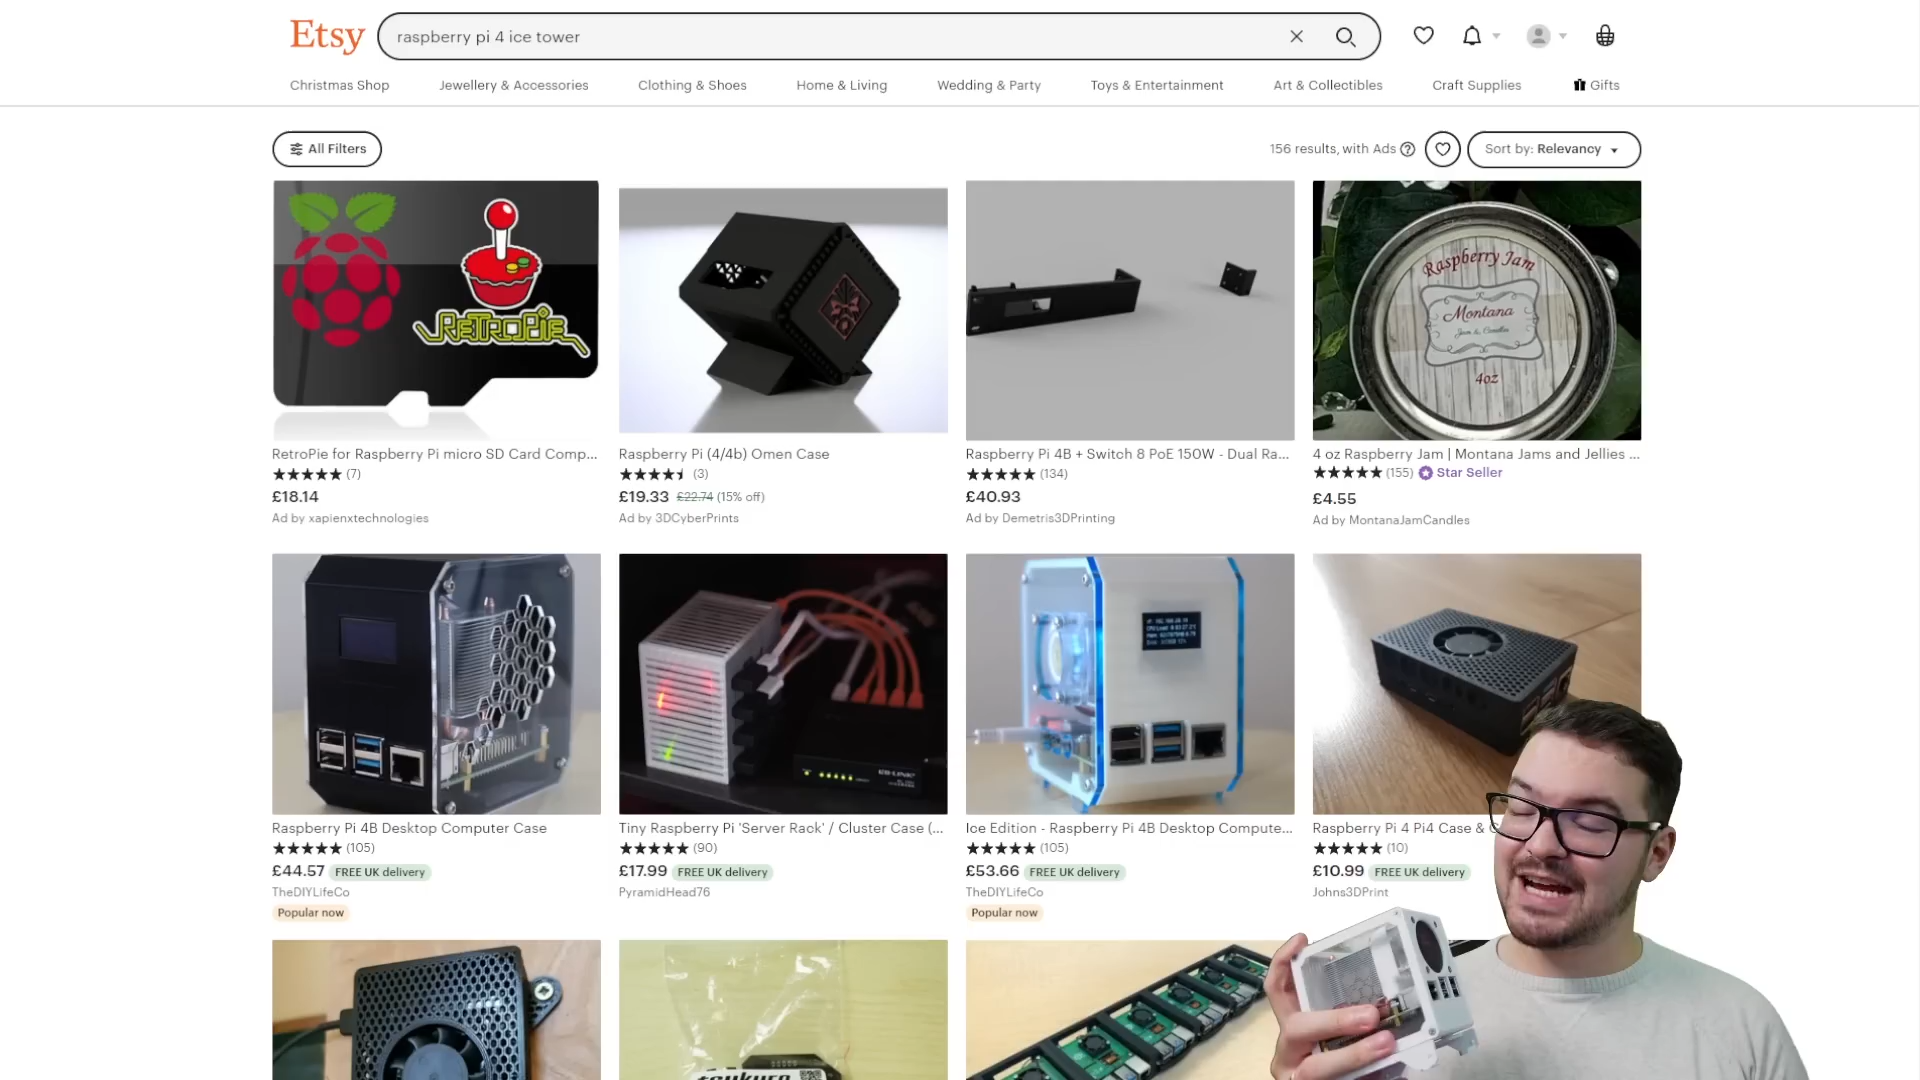 Etsy
raspberry pi 4 ice tower
Christmas Shop
Jewellery & Accessories
Clothing & Shoes
Home & Living
Wedding & Party
Toys & Entertainment
Art & Collectibles
Craft Supplies
Gifts
All Filters
156 results, with Ads
Sort by: Relevancy
RETROPIE
Raspberry Jam
Montana
Jam & Candles
4oz
RetroPie for Raspberry Pi micro SD Card Comp...
(7)
£18.14
Ad by xapienxtechnologies
Raspberry Pi (4/4b) Omen Case
(3)
£19.33 £22.74 (15% off)
Ad by 3DCyberPrints
Raspberry Pi 4B + Switch 8 PoE 150W - Dual Ra...
(134)
£40.93
Ad by Demetris3DPrinting
4 oz Raspberry Jam | Montana Jams and Jellies ...
(155) Star Seller
£4.55
Ad by MontanaJamCandles
Raspberry Pi 4B Desktop Computer Case
(105)
£44.57 FREE UK delivery
TheDIYLifeCo
Popular now
Tiny Raspberry Pi 'Server Rack' / Cluster Case (...
(90)
£17.99 FREE UK delivery
PyramidHead76
Ice Edition - Raspberry Pi 4B Desktop Compute...
(105)
£53.66 FREE UK delivery
TheDIYLifeCo
Popular now
Raspberry Pi 4 Pi4 Case &
(10)
£10.99 FREE UK delivery
Johns3DPrint